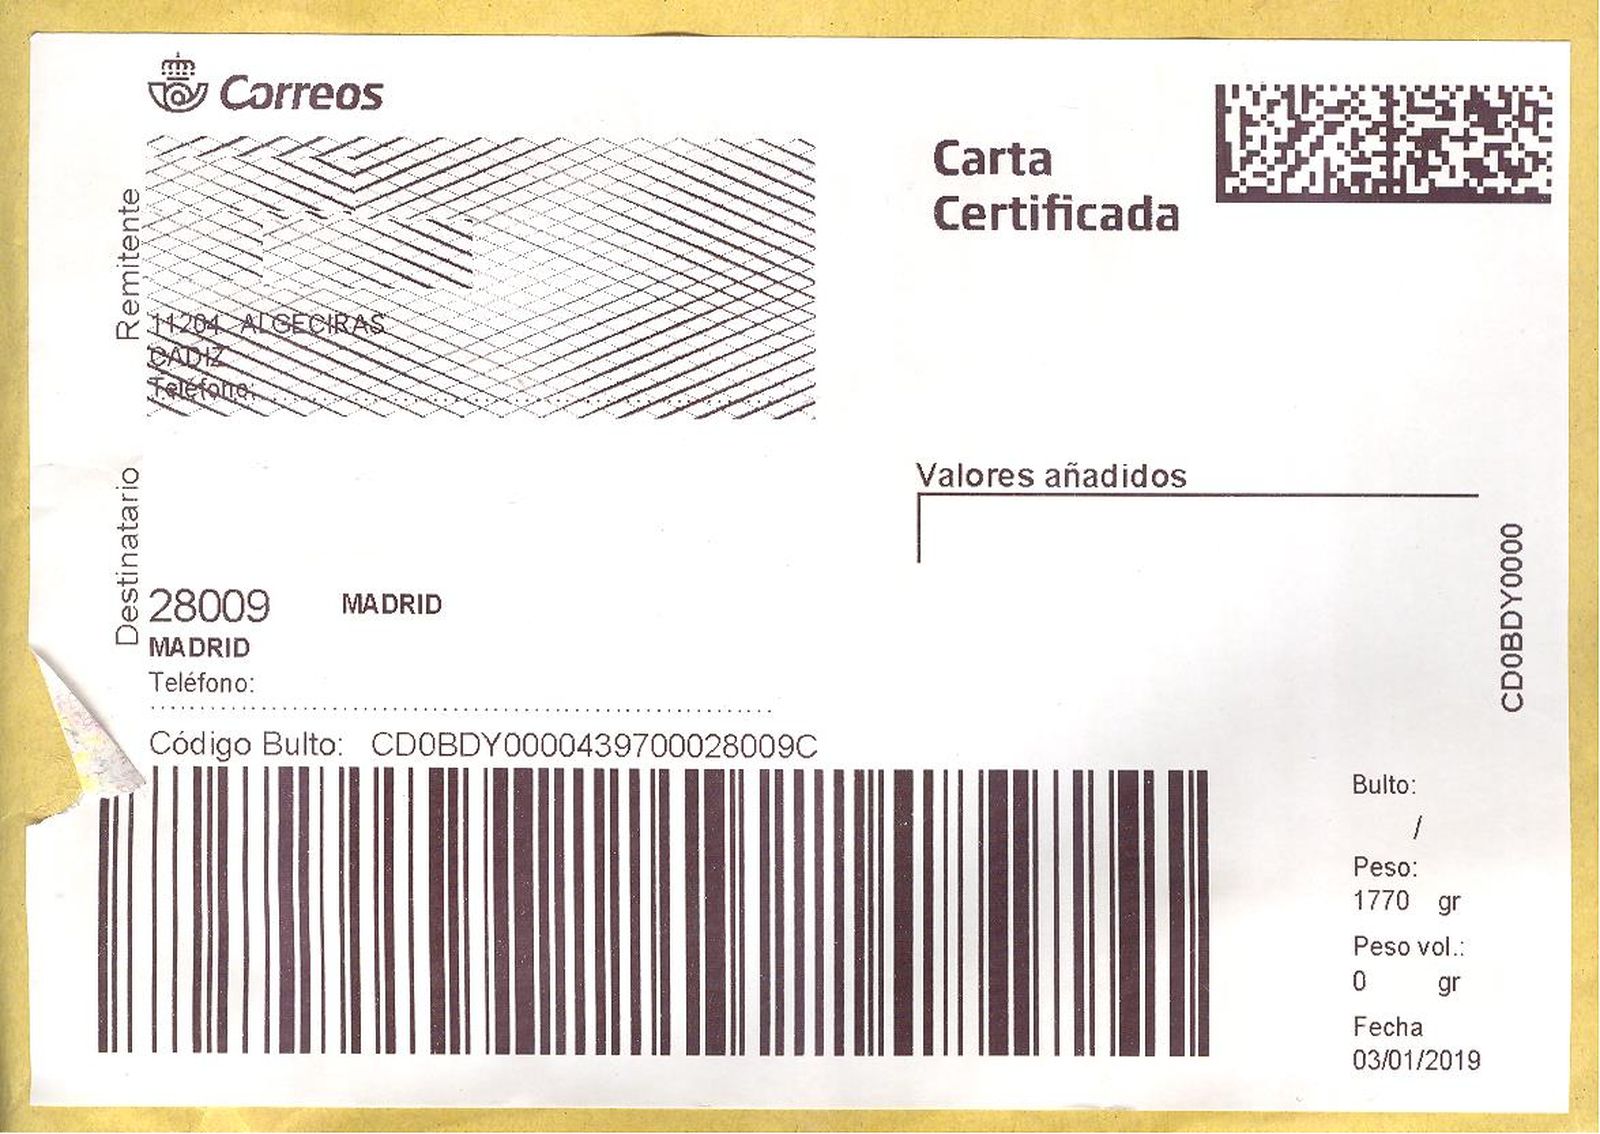 Correos
Carta
Certificada
Remitente
11204 ALGECIRAS
CADIZ
Teléfono:
Valores añadidos
Destinatario
28009 MADRID
MADRID
Teléfono:
CD0BDY0000
Código Bulto: CD0BDY0000439700028009C
Bulto:
/
Peso:
1770 gr
Peso vol.:
0 gr
Fecha
03/01/2019